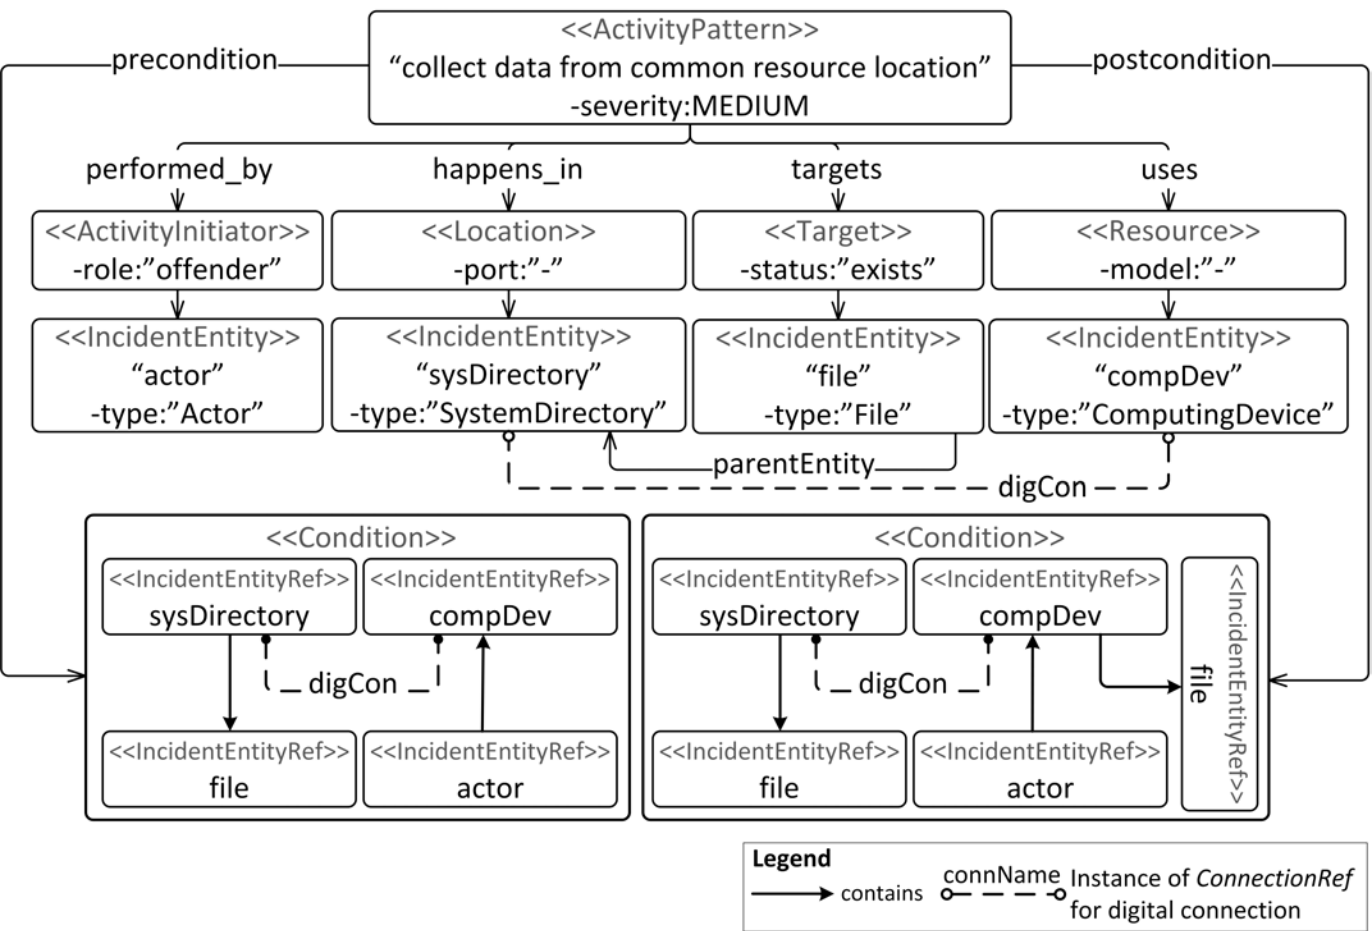 <<ActivityPattern>>
“collect data from common resource location”
-severity:MEDIUM
precondition
postcondition
performed_by
happens_in
targets
uses
<<ActivityInitiator>>
-role:”offender”
<<Location>>
-port:”-”
<<Target>>
-status:”exists”
<<Resource>>
-model:”-”
<<IncidentEntity>>
“actor”
-type:”Actor”
<<IncidentEntity>>
“sysDirectory”
-type:”SystemDirectory”
<<IncidentEntity>>
“file”
-type:”File”
<<IncidentEntity>>
“compDev”
-type:”ComputingDevice”
parentEntity
digCon
<<Condition>>
<<IncidentEntityRef>>
sysDirectory
<<IncidentEntityRef>>
compDev
digCon
<<IncidentEntityRef>>
file
<<IncidentEntityRef>>
actor
<<Condition>>
<<IncidentEntityRef>>
sysDirectory
<<IncidentEntityRef>>
compDev
digCon
<<IncidentEntityRef>>
file
<<IncidentEntityRef>>
actor
<<IncidentEntityRef>>
file
Legend
contains
connName
Instance of ConnectionRef
for digital connection